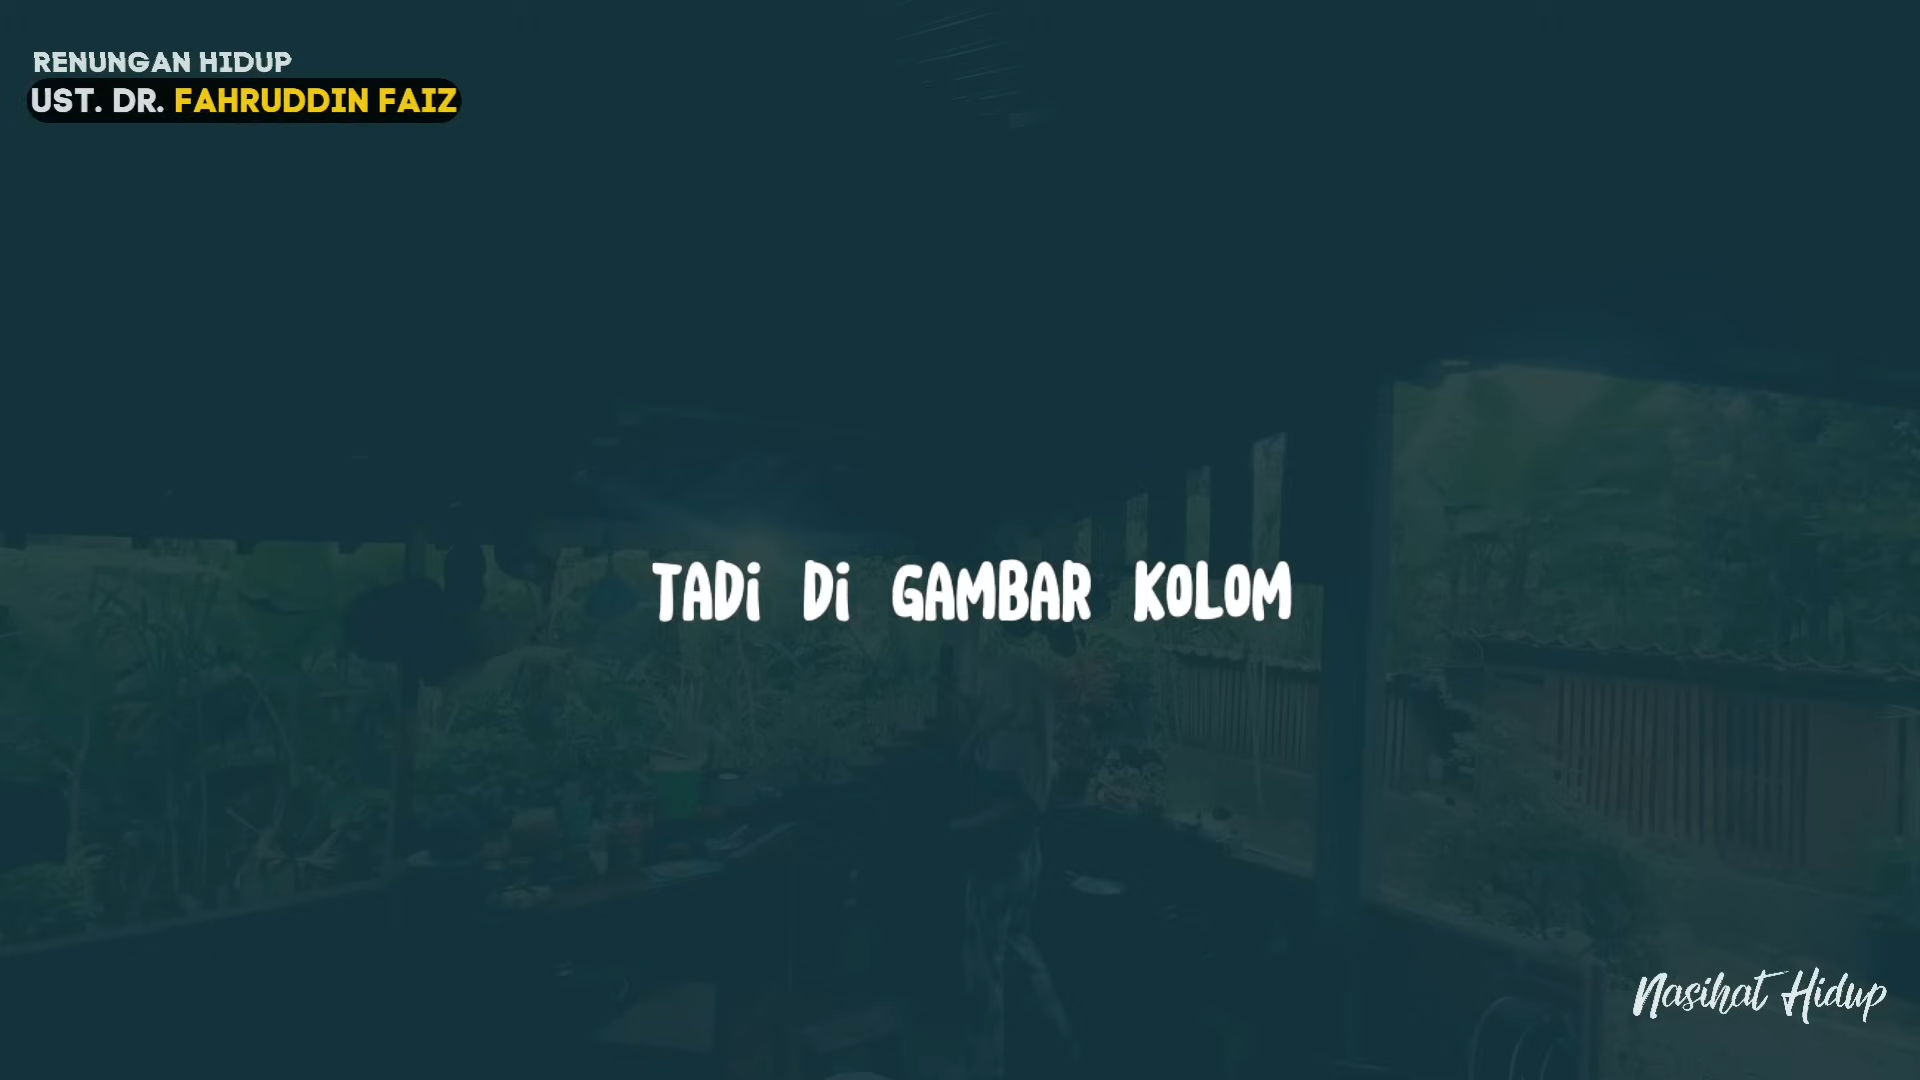 RENUNGAN HIDUP
UST. DR. FAHRUDDIN FAIZ
TADi Di GAMBAR KOLOM
Nasihat Hidup